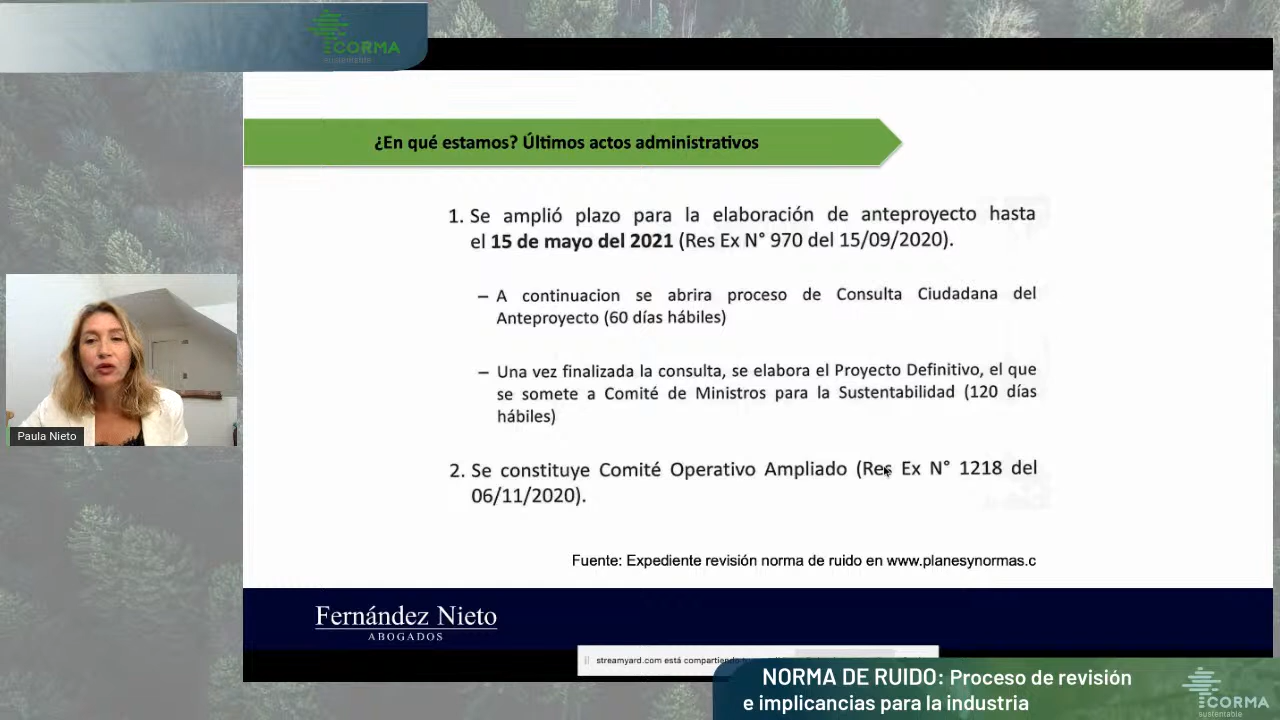 CORMA
sustentable
¿En qué estamos? Últimos actos administrativos
1. Se amplió plazo para la elaboración de anteproyecto hasta
el 15 de mayo del 2021 (Res Ex N° 970 del 15/09/2020).
– A continuacion se abrira proceso de Consulta Ciudadana del
Anteproyecto (60 días hábiles)
– Una vez finalizada la consulta, se elabora el Proyecto Definitivo, el que
se somete a Comité de Ministros para la Sustentabilidad (120 días
hábiles)
2. Se constituye Comité Operativo Ampliado (Res Ex N° 1218 del
06/11/2020).
Fuente: Expediente revisión norma de ruido en www.planesynormas.c
Paula Nieto
Fernández Nieto
ABOGADOS
streamyard.com está compartiendo
NORMA DE RUIDO: Proceso de revisión
e implicancias para la industria
CORMA
sustentable